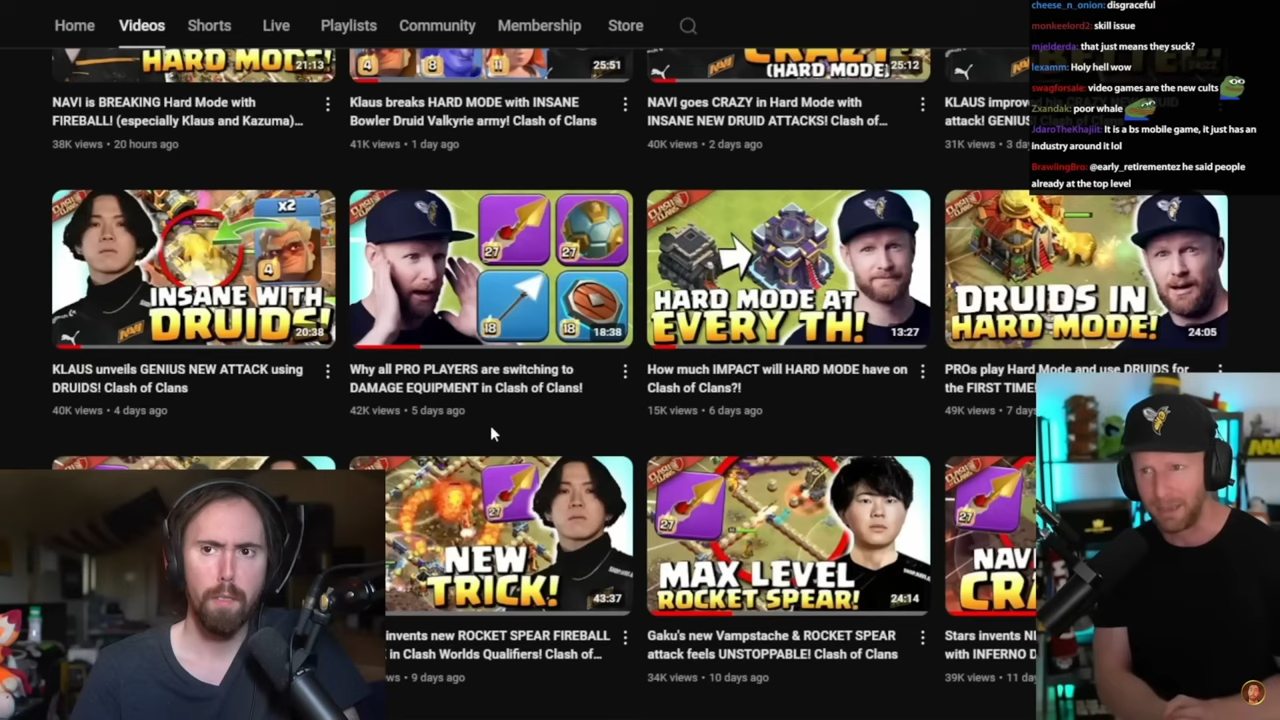 Home Videos Shorts Live Playlists Community Membership Store
cheese_n_onion: disgraceful
monkeelord2: skill issue
mjelderda: that just means they suck?
lexamm: Holy hell wow
swagforsale: video games are the new cults
Zxandak: poor whale
JdaroTheKhajiit: It is a bs mobile game, it just has an
industry around it lol
BrawlingBro: @early_retirementez he said people
already at the top level
HARD MODE!
21:13
4
8
11
25:51
CRAZY
(HARD MODE)
NAVI
25:12
NAVI is BREAKING Hard Mode with
FIREBALL! (especially Klaus and Kazuma)...
38K views • 20 hours ago
Klaus breaks HARD MODE with INSANE
Bowler Druid Valkyrie army! Clash of Clans
41K views • 1 day ago
NAVI goes CRAZY in Hard Mode with
INSANE NEW DRUID ATTACKS! Clash of...
40K views • 2 days ago
KLAUS improv
attack! GENIUS
31K views • 3 da
x2
4
INSANE WITH
DRUIDS!
20:38
27
27
18
18
18:38
HARD MODE AT
EVERY TH!
13:27
DRUIDS IN
HARD MODE!
24:05
KLAUS unveils GENIUS NEW ATTACK using
DRUIDS! Clash of Clans
40K views • 4 days ago
Why all PRO PLAYERS are switching to
DAMAGE EQUIPMENT in Clash of Clans!
42K views • 5 days ago
How much IMPACT will HARD MODE have on
Clash of Clans?!
15K views • 6 days ago
PROs play Hard Mode and use DRUIDS for
the FIRST TIME
49K views • 7 days
27
NEW
TRICK!
43:37
27
MAX LEVEL
ROCKET SPEAR!
24:14
27
NAV
CRA
invents new ROCKET SPEAR FIREBALL
in Clash Worlds Qualifiers! Clash of...
ws • 9 days ago
Gaku's new Vampstache & ROCKET SPEAR
attack feels UNSTOPPABLE! Clash of Clans
34K views • 10 days ago
Stars invents N
with INFERNO D
39K views • 11 da